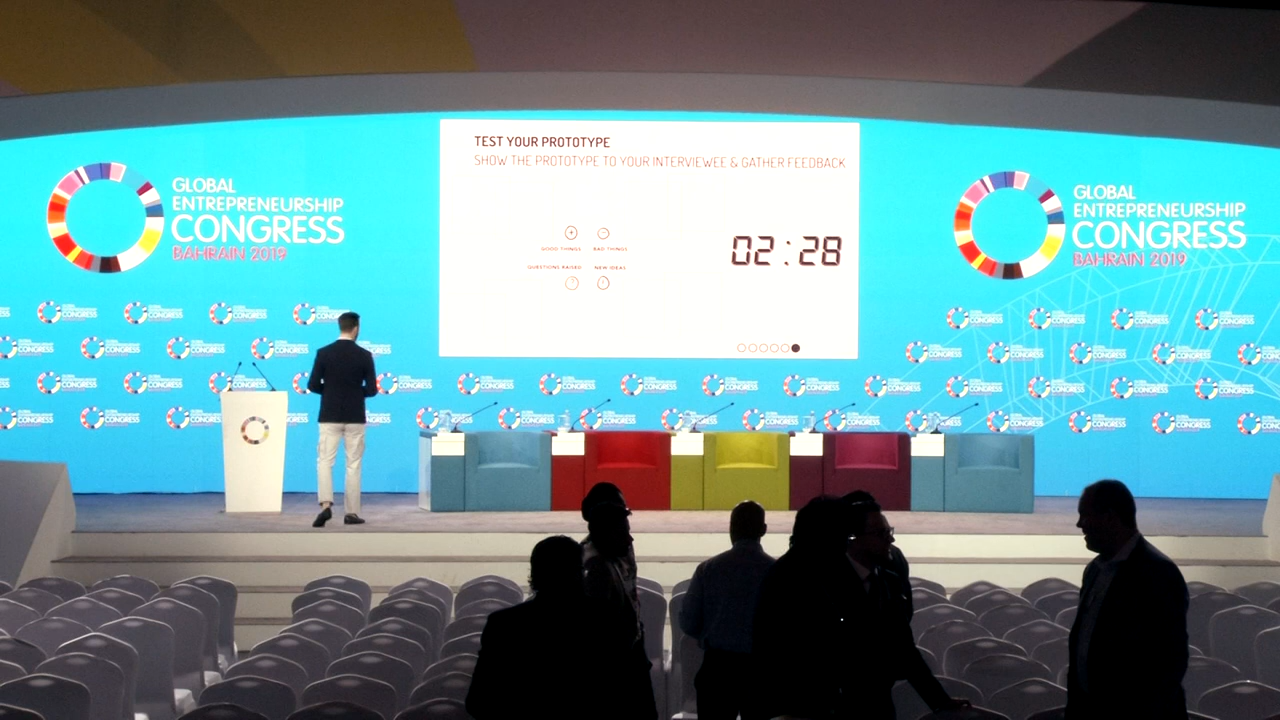 TEST YOUR PROTOTYPE
SHOW THE PROTOTYPE TO YOUR INTERVIEWEE & GATHER FEEDBACK
GLOBAL
ENTREPRENEURSHIP
CONGRESS
BAHRAIN 2019
GOOD THINGS
BAD THINGS
QUESTIONS RAISED
NEW IDEAS
02:28
GLOBAL
ENTREPRENEURSHIP
CONGRESS
BAHRAIN 2019